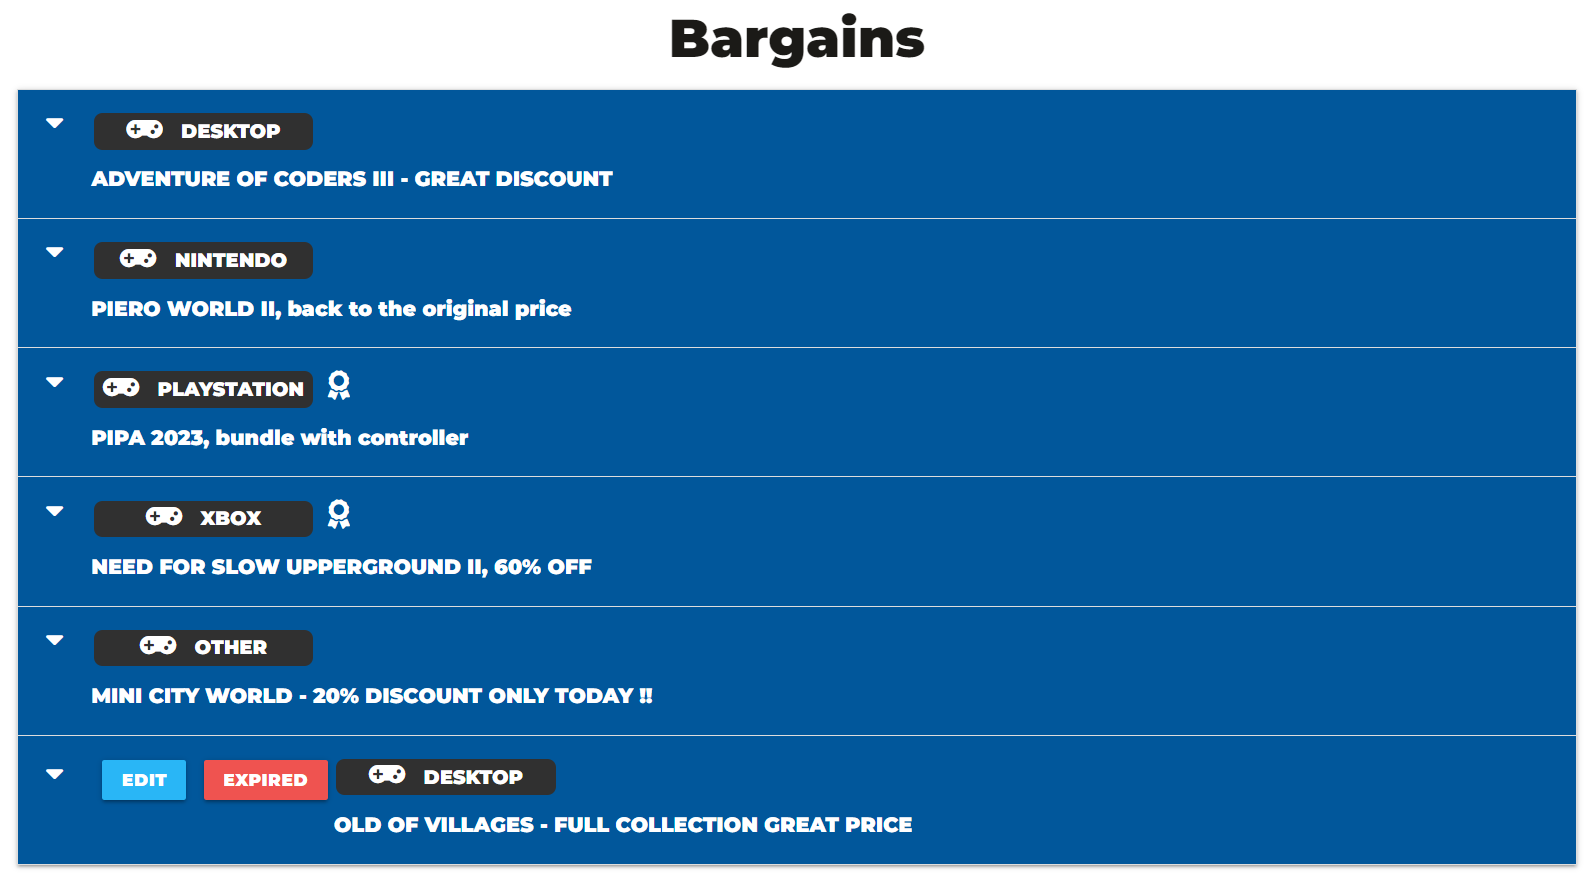 Bargains
DESKTOP
ADVENTURE OF CODERS III - GREAT DISCOUNT
NINTENDO
PIERO WORLD II, back to the original price
PLAYSTATION
PIPA 2023, bundle with controller
XBOX
NEED FOR SLOW UPPERGROUND II, 60% OFF
OTHER
MINI CITY WORLD - 20% DISCOUNT ONLY TODAY !!
EDIT EXPIRED DESKTOP
OLD OF VILLAGES - FULL COLLECTION GREAT PRICE